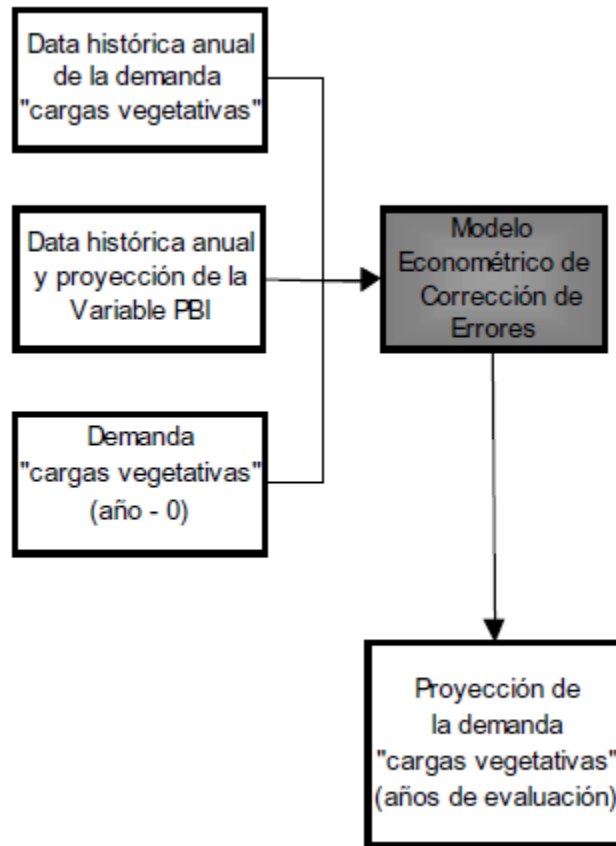 Data histórica anual
de la demanda
"cargas vegetativas"
Data histórica anual
y proyección de la
Variable PBI
Demanda
"cargas vegetativas"
(año - 0)
Modelo
Econométrico de
Corrección de
Errores
Proyección de
la demanda
"cargas vegetativas"
(años de evaluación)